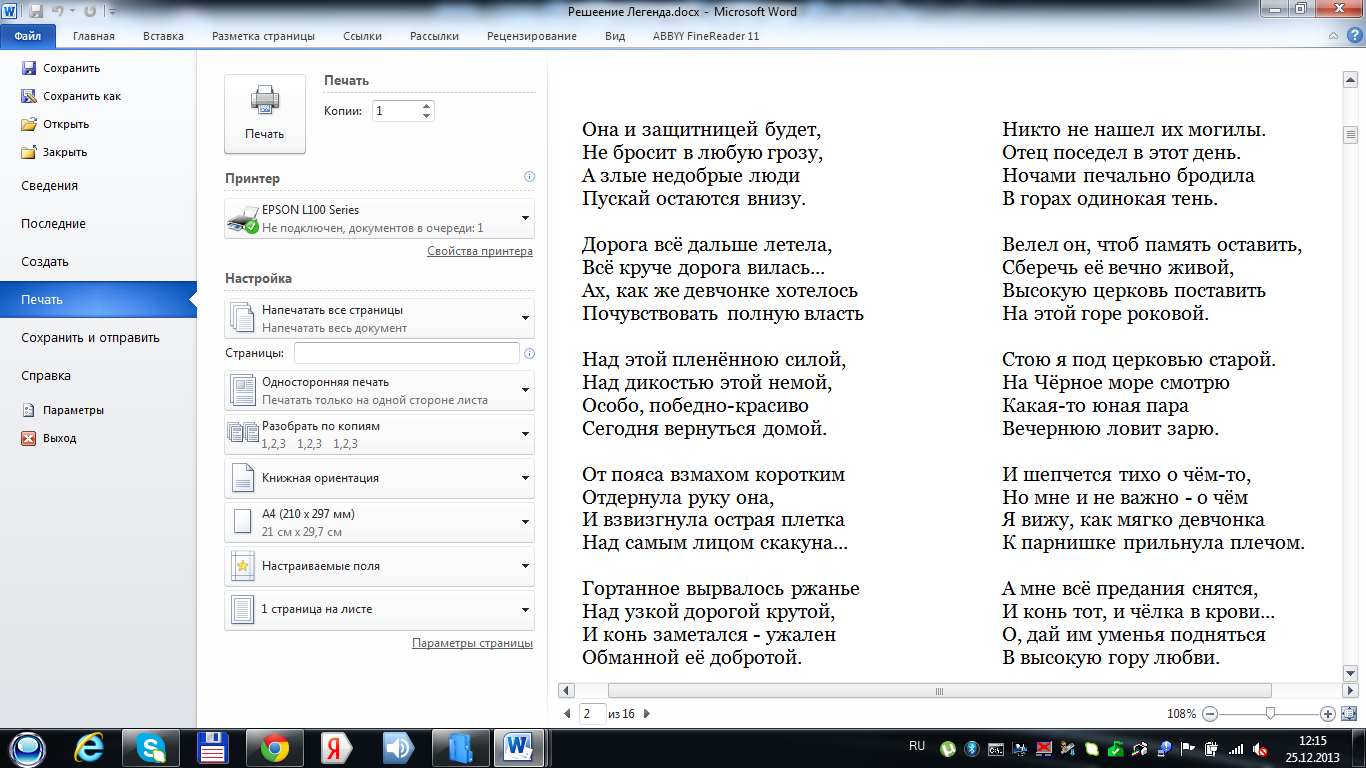 Решеение Легенда.docx - Microsoft Word
Файл
Главная
Вставка
Разметка страницы
Ссылки
Рассылки
Рецензирование
Вид
ABBYY FineReader 11
Сохранить
Сохранить как
Открыть
Закрыть
Сведения
Последние
Создать
Печать
Сохранить и отправить
Справка
Параметры
Выход
Печать
Печать
Копии: 1
Принтер
EPSON L100 Series
Не подключен, документов в очереди: 1
Свойства принтера
Настройка
Напечатать все страницы
Напечатать весь документ
Страницы:
Односторонняя печать
Печатать только на одной стороне листа
Разобрать по копиям
1,2,3 1,2,3 1,2,3
Книжная ориентация
A4 (210 x 297 мм)
21 см x 29,7 см
Настраиваемые поля
1 страница на листе
Параметры страницы
Она и защитницей будет,
Не бросит в любую грозу,
А злые недобрые люди
Пускай остаются внизу.
Дорога всё дальше летела,
Всё круче дорога вилась...
Ах, как же девчонке хотелось
Почувствовать полную власть
Над этой пленённою силой,
Над дикостью этой немой,
Особо, победно-красиво
Сегодня вернуться домой.
От пояса взмахом коротким
Отдернула руку она,
И взвизгнула острая плетка
Над самым лицом скакуна...
Гортанное вырвалось ржанье
Над узкой дорогой крутой,
И конь заметался - ужален
Обманной её добротой.
Никто не нашел их могилы.
Отец поседел в этот день.
Ночами печально бродила
В горах одинокая тень.
Велел он, чтоб память оставить,
Сберечь её вечно живой,
Высокую церковь поставить
На этой горе роковой.
Стою я под церковью старой.
На Чёрное море смотрю
Какая-то юная пара
Вечернюю ловит зарю.
И шепчется тихо о чём-то,
Но мне и не важно - о чём
Я вижу, как мягко девчонка
К парнишке прильнула плечом.
А мне всё предания снятся,
И конь тот, и чёлка в крови...
О, дай им уменья подняться
В высокую гору любви.
2 из 16
108%
RU
12:15
25.12.2013